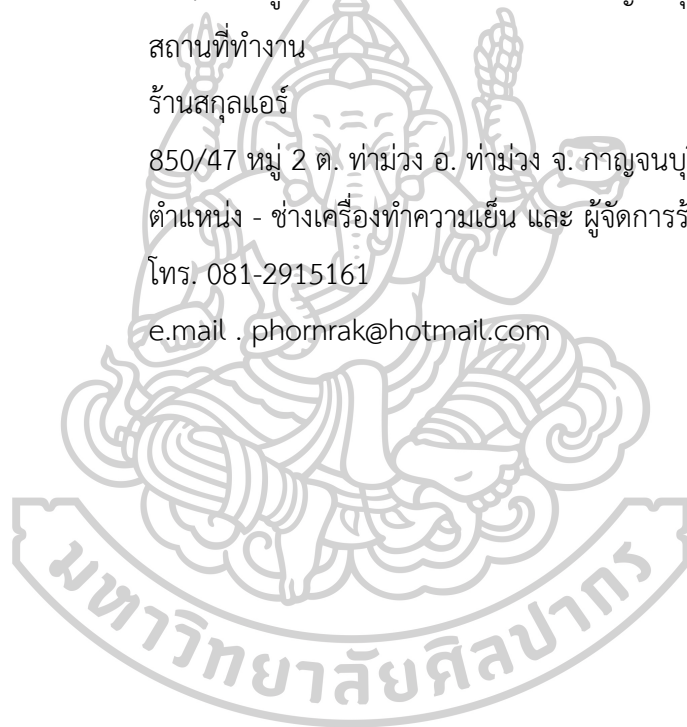 สถานที่ทำงาน
ร้านสกุลแอร์
850/47 หมู่ 2 ต. ท่าม่วง อ. ท่าม่วง จ. กาญจนบุ
ตำแหน่ง - ช่างเครื่องทำความเย็น และ ผู้จัดการร้
โทร. 081-2915161
e.mail . phornrak@hotmail.com
มหาวิทยาลัยศิลปากร